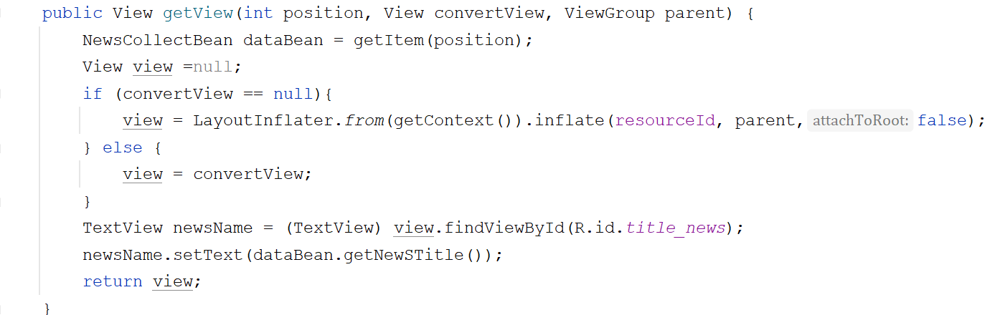 public View getView(int position, View convertView, ViewGroup parent) {
NewsCollectBean dataBean = getItem(position);
View view =null;
if (convertView == null){
view = LayoutInflater.from(getContext()).inflate(resourceId, parent, attachToRoot: false);
} else {
view = convertView;
}
TextView newsName = (TextView) view.findViewById(R.id.title_news);
newsName.setText(dataBean.getNewSTitle());
return view;
}